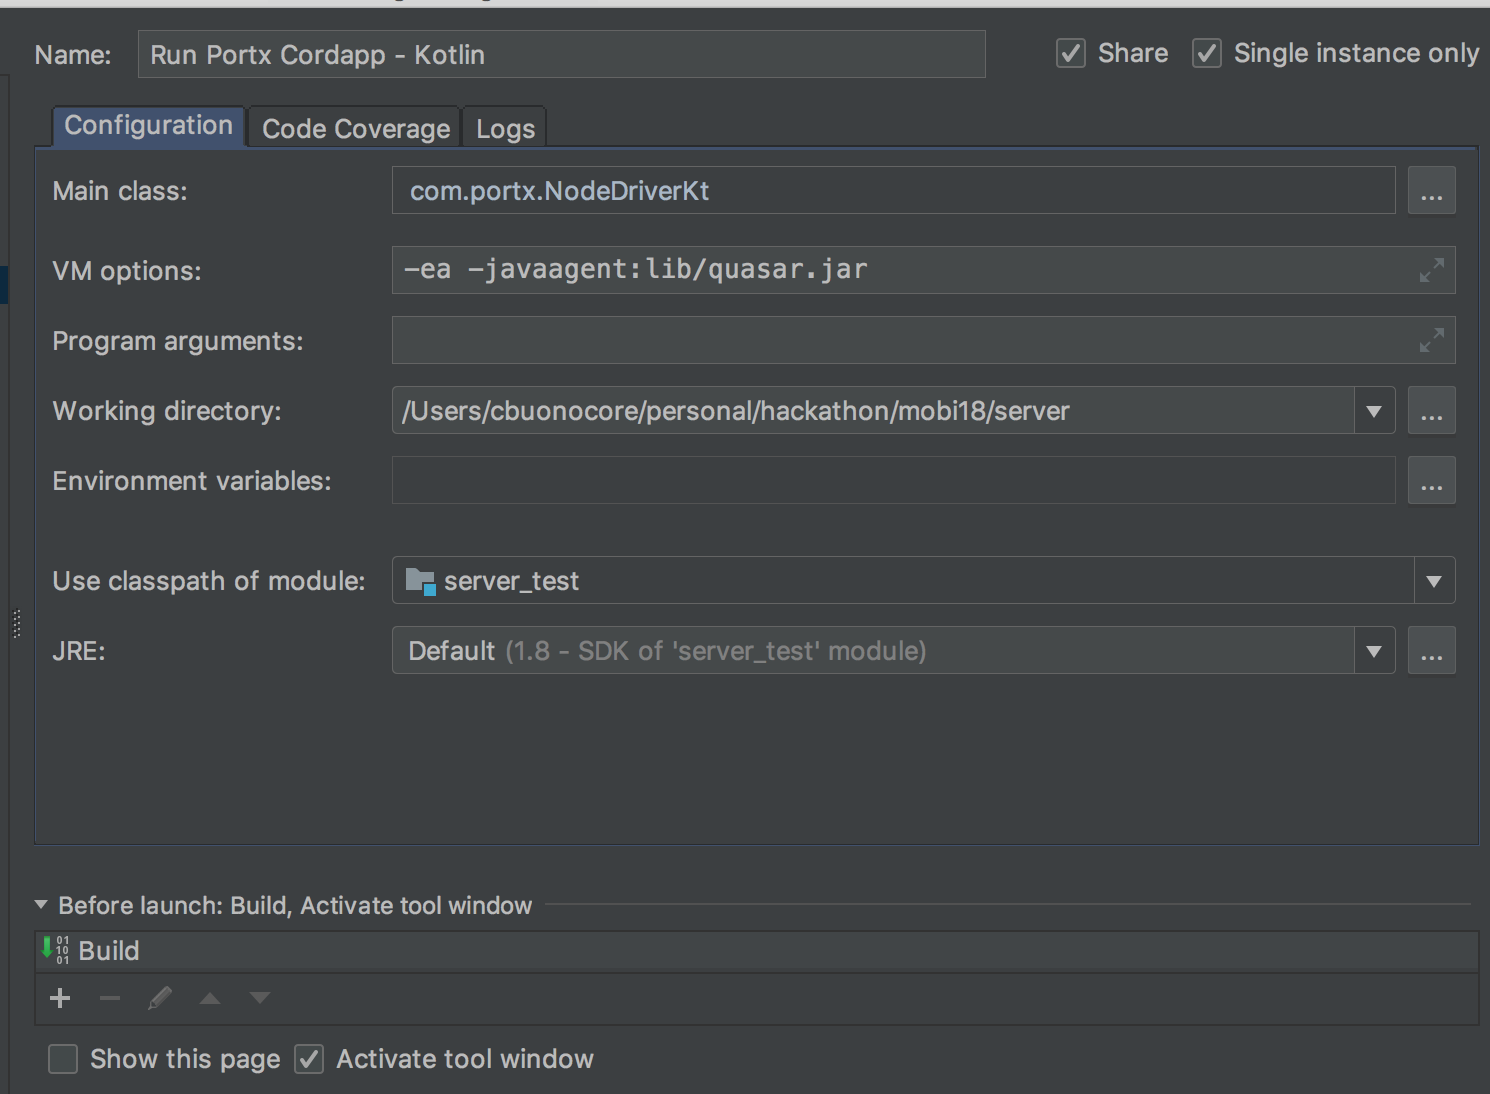 Name: Run Portx Cordapp - Kotlin Share Single instance only
Configuration Code Coverage Logs
Main class: com.portx.NodeDriverKt ...
VM options: -ea -javaagent:lib/quasar.jar
Program arguments:
Working directory: /Users/cbuonocore/personal/hackathon/mobi18/server ...
Environment variables: ...
Use classpath of module: server_test
JRE: Default (1.8 - SDK of 'server_test' module) ...
Before launch: Build, Activate tool window
Build
Show this page Activate tool window